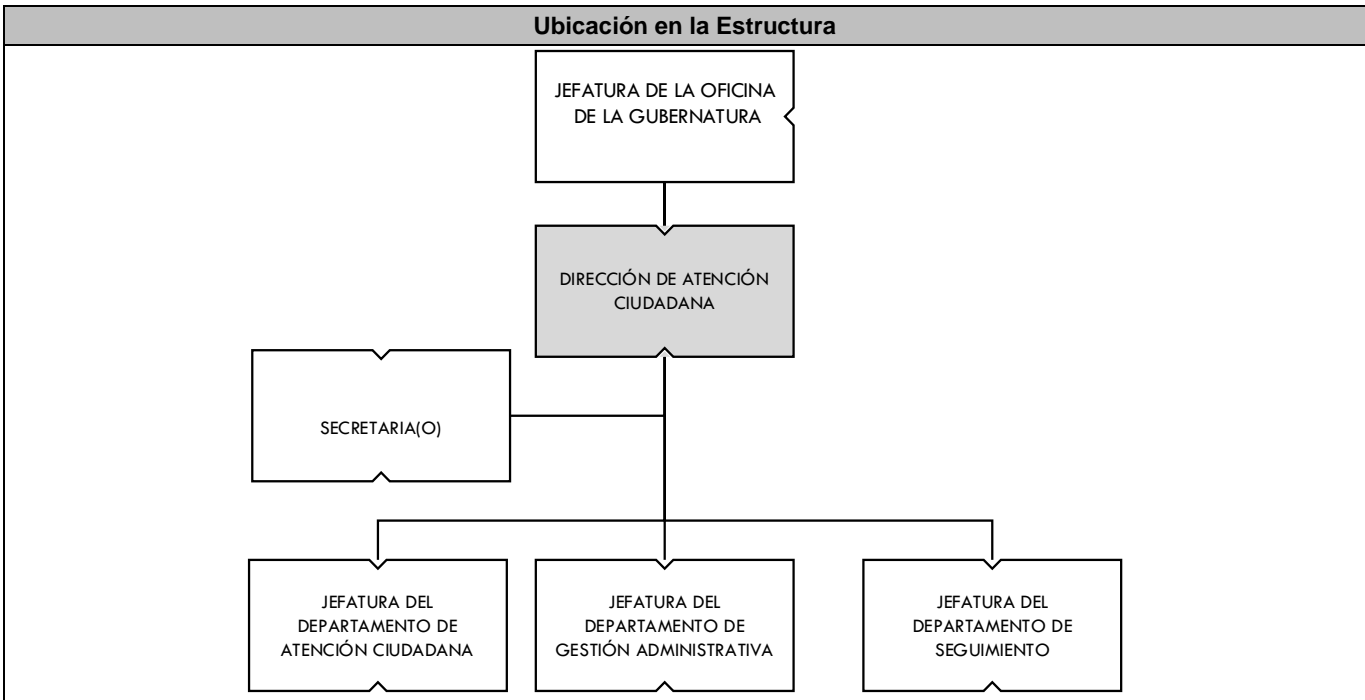 Ubicación en la Estructura
JEFATURA DE LA OFICINA
DE LA GUBERNATURA
DIRECCIÓN DE ATENCIÓN
CIUDADANA
SECRETARIA(O)
JEFATURA DEL
DEPARTAMENTO DE
ATENCIÓN CIUDADANA
JEFATURA DEL
DEPARTAMENTO DE
GESTIÓN ADMINISTRATIVA
JEFATURA DEL
DEPARTAMENTO DE
SEGUIMIENTO